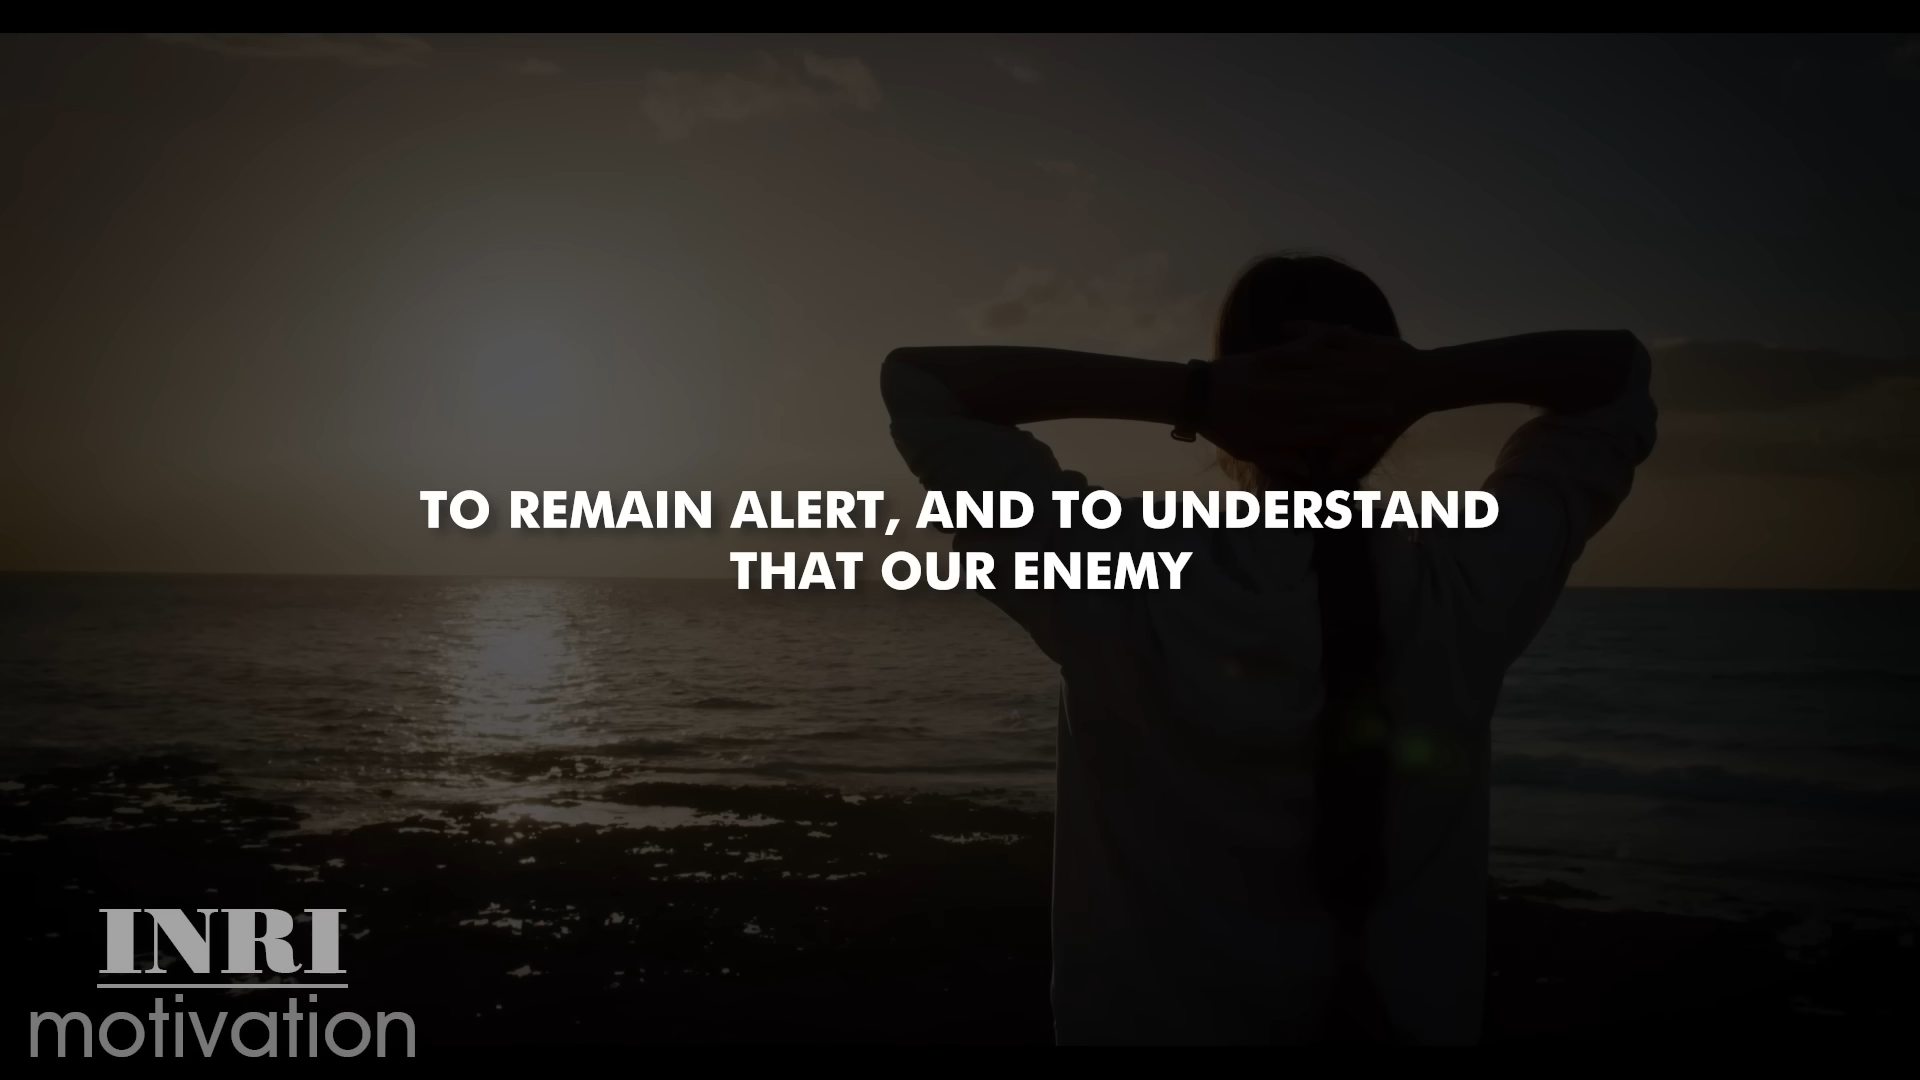 TO REMAIN ALERT, AND TO UNDERSTAND
THAT OUR ENEMY
INRI
motivation